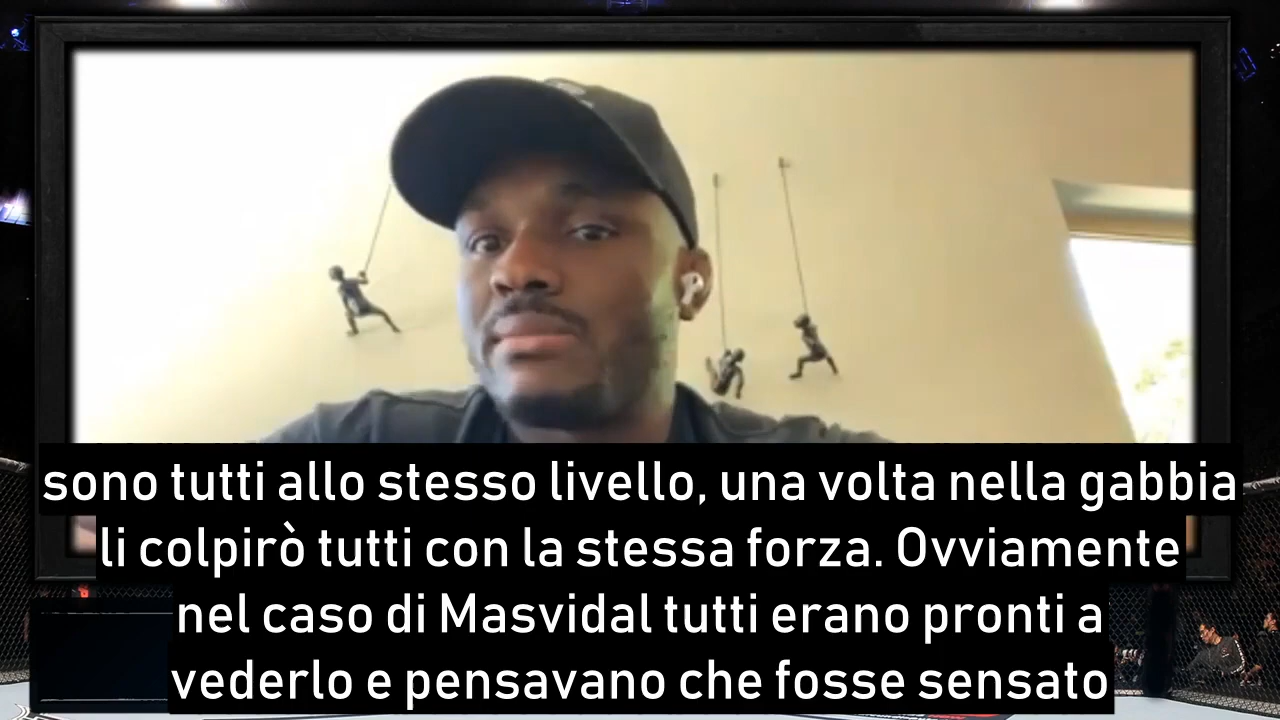 sono tutti allo stesso livello, una volta nella gabbia
li colpirò tutti con la stessa forza. Ovviamente
nel caso di Masvidal tutti erano pronti a
vederlo e pensavano che fosse sensato